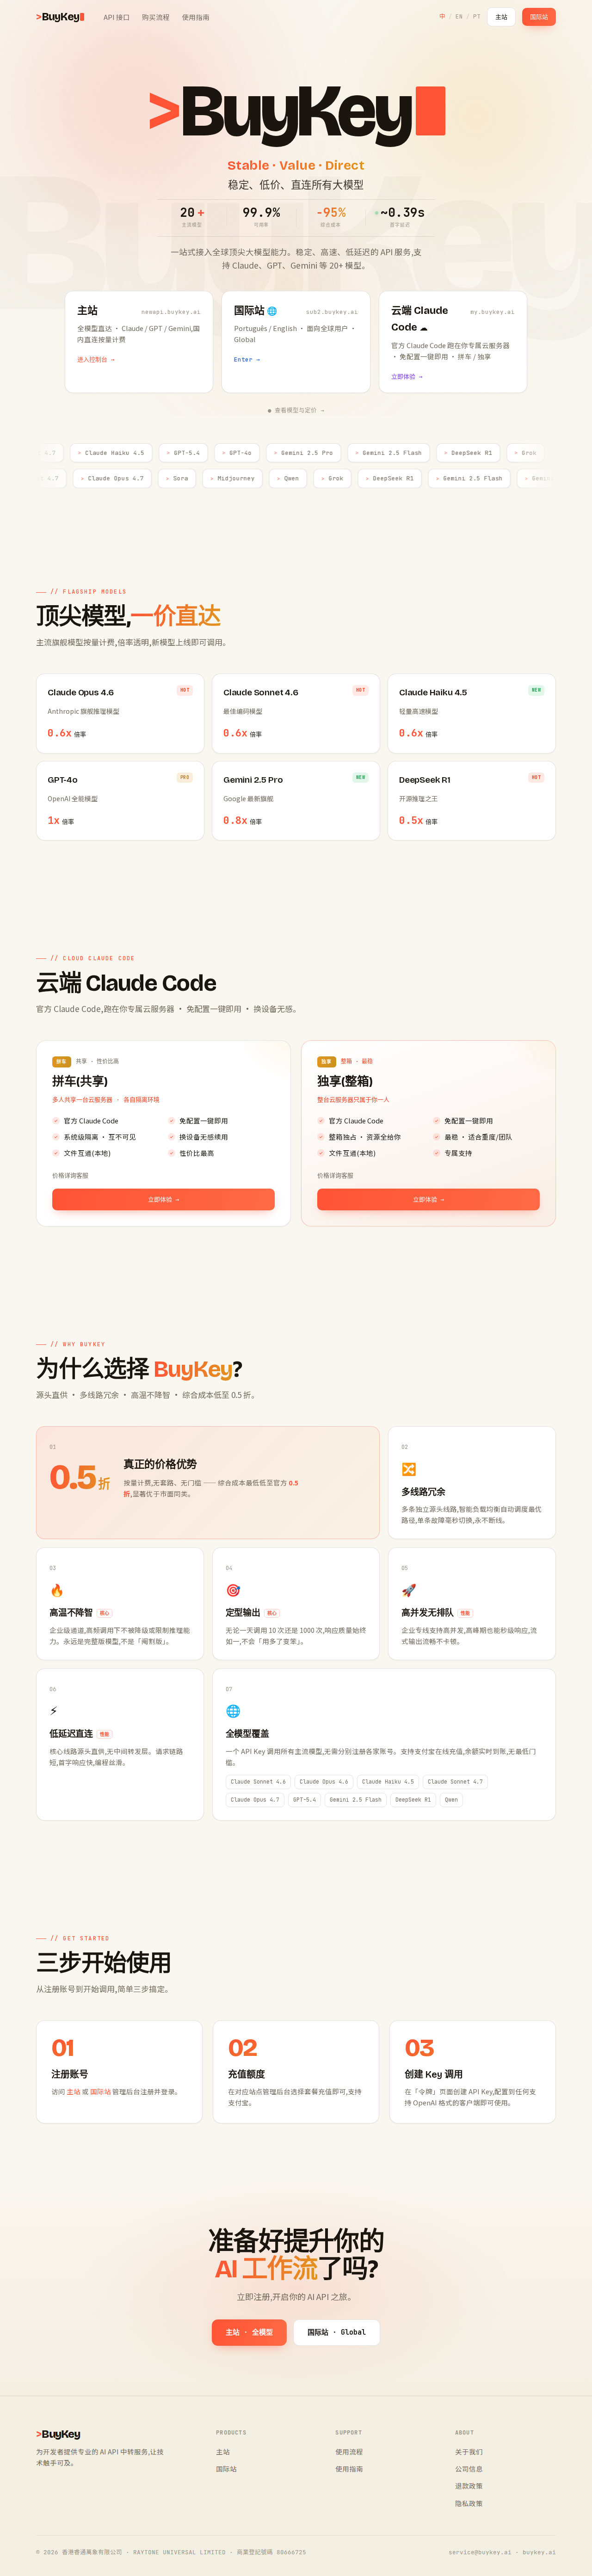 >BuyKey
API 接口 购买流程 使用指南
中 / EN / PT
主站
国际站
>BuyKey
Stable · Value · Direct
稳定、低价、直连所有大模型
20+
主流模型
99.9%
可用率
-95%
综合成本
~0.39s
首字延迟
一站式接入全球顶尖大模型能力。稳定、高速、低延迟的 API 服务,支
持 Claude、GPT、Gemini 等 20+ 模型。
主站
newapi.buykey.ai
全模型直达 · Claude / GPT / Gemini,国
内直连按量计费
进入控制台 →
国际站 🌐
sub2.buykey.ai
Português / English · 面向全球用户 ·
Global
Enter →
云端 Claude
Code ☁
my.buykey.ai
官方 Claude Code 跑在你专属云服务器
· 免配置一键即用 · 拼车 / 独享
立即体验 →
● 查看模型与定价 →
4.7
Claude Haiku 4.5
GPT-5.4
GPT-4o
Gemini 2.5 Pro
Gemini 2.5 Flash
DeepSeek R1
Grok
4.7
Claude Opus 4.7
Sora
Midjourney
Qwen
Grok
DeepSeek R1
Gemini 2.5 Flash
// FLAGSHIP MODELS
顶尖模型,一价直达
主流旗舰模型按量计费,倍率透明,新模型上线即可调用。
Claude Opus 4.6
HOT
Anthropic 旗舰推理模型
0.6x 倍率
Claude Sonnet 4.6
HOT
最佳编码模型
0.6x 倍率
Claude Haiku 4.5
NEW
轻量高速模型
0.6x 倍率
GPT-4o
PRO
OpenAI 全能模型
1x 倍率
Gemini 2.5 Pro
NEW
Google 最新旗舰
0.8x 倍率
DeepSeek R1
HOT
开源推理之王
0.5x 倍率
// CLOUD CLAUDE CODE
云端 Claude Code
官方 Claude Code,跑在你专属云服务器 · 免配置一键即用 · 换设备无感。
拼车
共享 · 性价比高
拼车(共享)
多人共享一台云服务器 · 各自隔离环境
官方 Claude Code
免配置一键即用
系统级隔离 · 互不可见
换设备无感续用
文件互通(本地)
性价比最高
价格详询客服
立即体验 →
独享
整箱 · 最稳
独享(整箱)
整台云服务器只属于你一人
官方 Claude Code
免配置一键即用
整箱独占 · 资源全给你
最稳 · 适合重度/团队
文件互通(本地)
专属支持
价格详询客服
立即体验 →
// WHY BUYKEY
为什么选择 BuyKey?
源头直供 · 多线路冗余 · 高温不降智 · 综合成本低至 0.5 折。
01
0.5折
真正的价格优势
按量计费,无套路、无门槛 —— 综合成本最低低至官方 0.5
折,显著优于市面同类。
02
🔀
多线路冗余
多条独立源头线路,智能负载均衡自动调度最优
路径,单条故障毫秒切换,永不断线。
03
🔥
高温不降智 核心
企业级通道,高频调用下不被降级或限制推理能
力。永远是完整版模型,不是「阉割版」。
04
🎯
定型输出 核心
无论一天调用 10 次还是 1000 次,响应质量始终
如一,不会「用多了变笨」。
05
🚀
高并发无排队 性能
企业专线支持高并发,高峰期也能秒级响应,流
式输出流畅不卡顿。
06
⚡
低延迟直连 性能
核心线路源头直供,无中间转发层。请求链路
短,首字响应快,编程丝滑。
07
🌐
全模型覆盖
一个 API Key 调用所有主流模型,无需分别注册各家账号。支持支付宝在线充值,余额实时到账,无最低门
槛。
Claude Sonnet 4.6
Claude Opus 4.6
Claude Haiku 4.5
Claude Sonnet 4.7
Claude Opus 4.7
GPT-5.4
Gemini 2.5 Flash
DeepSeek R1
Qwen
// GET STARTED
三步开始使用
从注册账号到开始调用,简单三步搞定。
01
注册账号
访问 主站 或 国际站 管理后台注册并登录。
02
充值额度
在对应站点管理后台选择套餐充值即可,支持
支付宝。
03
创建 Key 调用
在「令牌」页面创建 API Key,配置到任何支
持 OpenAI 格式的客户端即可使用。
准备好提升你的
AI 工作流了吗?
立即注册,开启你的 AI API 之旅。
主站 · 全模型
国际站 · Global
>BuyKey
为开发者提供专业的 AI API 中转服务,让技
术触手可及。
PRODUCTS
主站
国际站
SUPPORT
使用流程
使用指南
ABOUT
关于我们
公司信息
退款政策
隐私政策
© 2026 香港睿通萬象有限公司 · RAYTONE UNIVERSAL LIMITED · 商業登記號碼 80666725
service@buykey.ai · buykey.ai